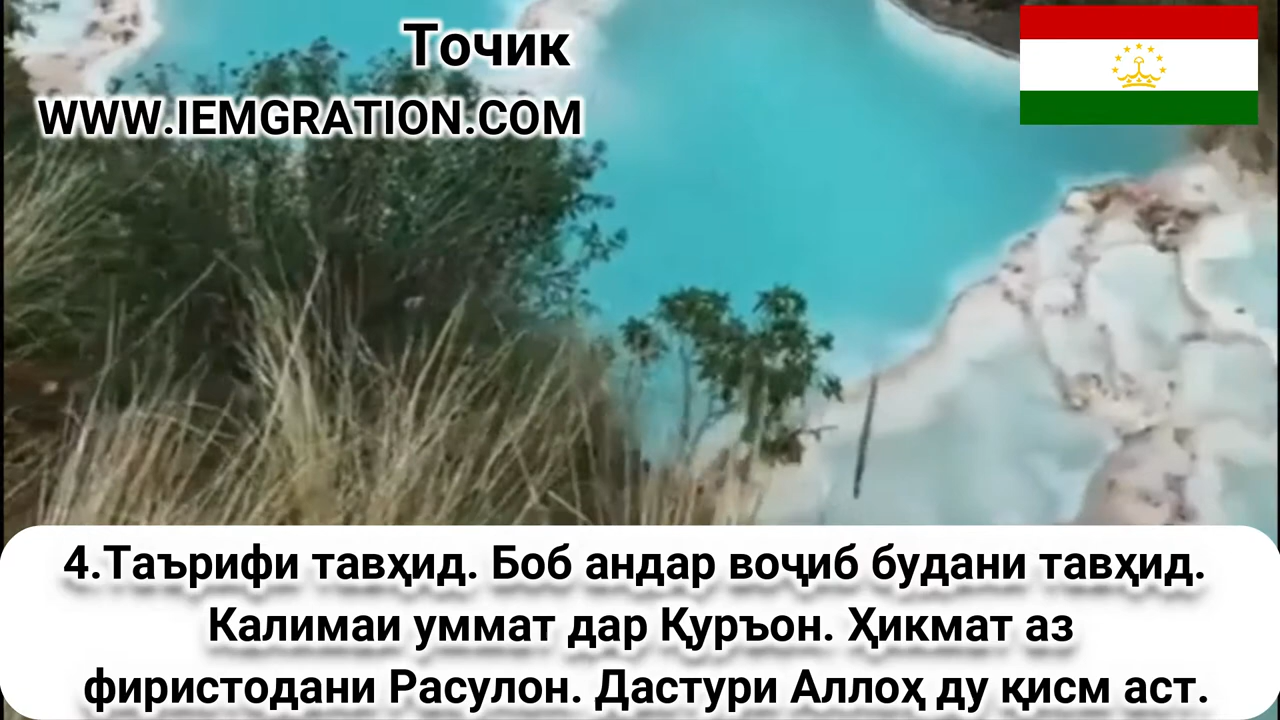 Точик
WWW.IEMGRATION.COM
4.Таърифи тавҳид. Боб андар воҷиб будани тавҳид.
Калимаи уммат дар Қуръон. Ҳикмат аз
фиристодани Расулон. Дастури Аллоҳ ду қисм аст.